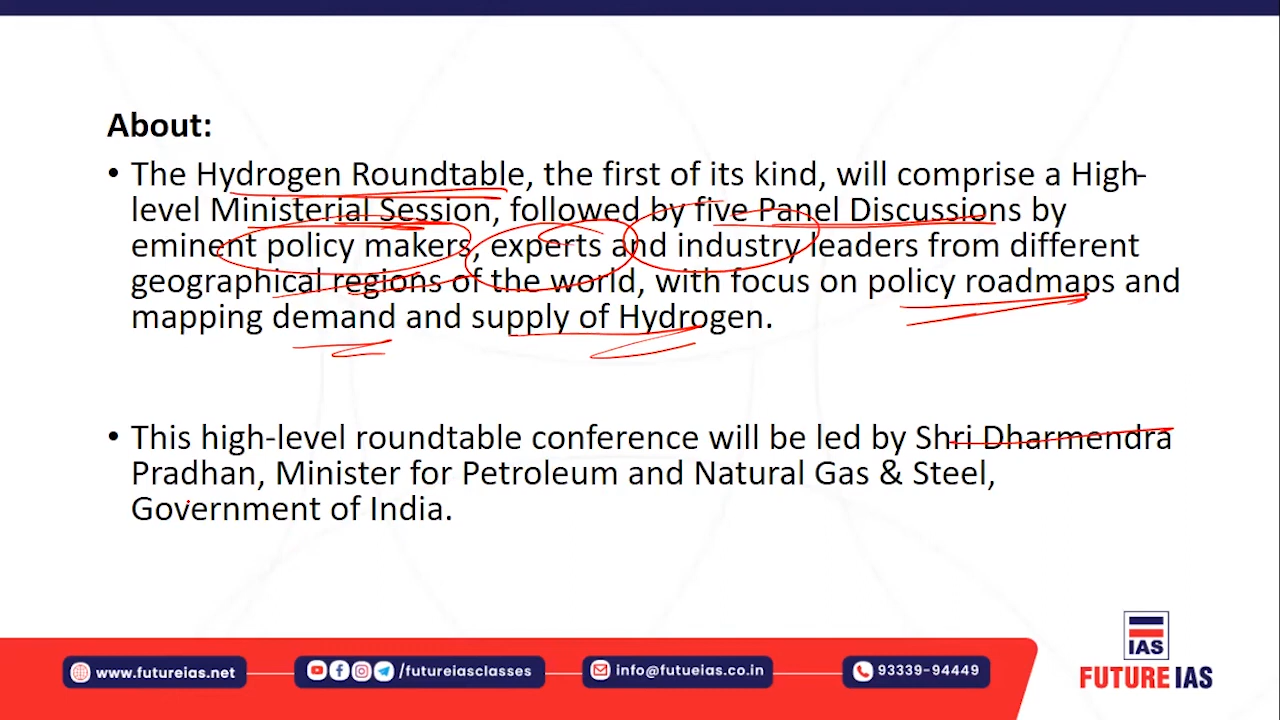 About:
• The Hydrogen Roundtable, the first of its kind, will comprise a High-
level Ministerial Session, followed by five Panel Discussions by
eminent policy makers, experts and industry leaders from different
geographical regions of the world, with focus on policy roadmaps and
mapping demand and supply of Hydrogen.
• This high-level roundtable conference will be led by Shri Dharmendra
Pradhan, Minister for Petroleum and Natural Gas & Steel,
Government of India.
IAS
www.futureias.net
/futureiasclasses
info@futueias.co.in
93339-94449
FUTURE IAS